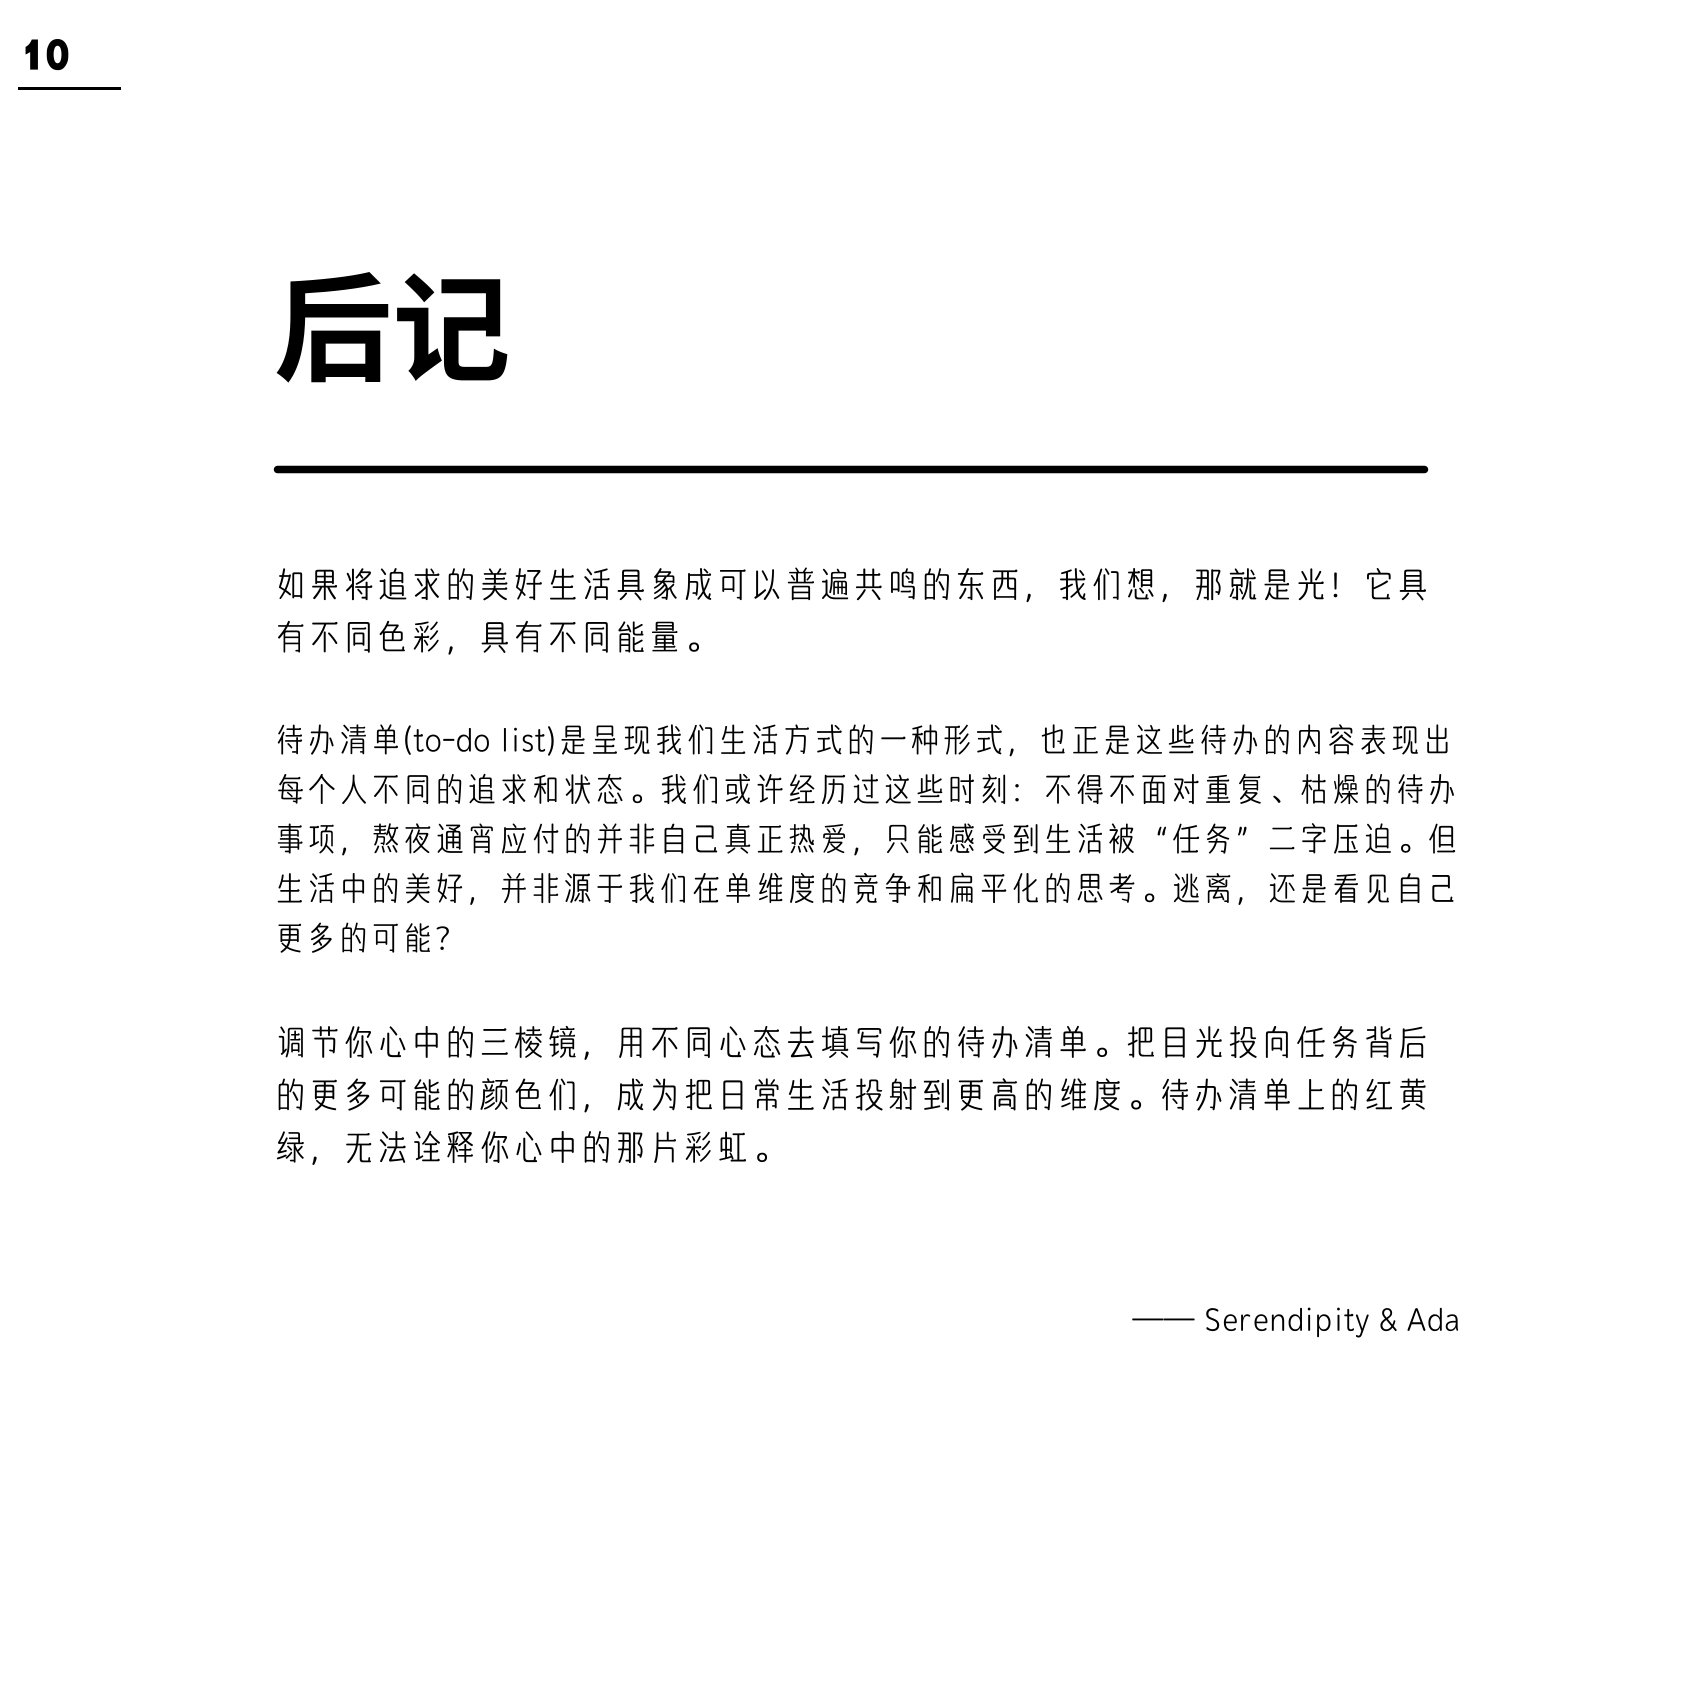 10
后记
如果将追求的美好生活具象成可以普遍共鸣的东西，我们想，那就是光！它具
有不同色彩，具有不同能量。
待办清单(to-do list)是呈现我们生活方式的一种形式，也正是这些待办的内容表现出
每个人不同的追求和状态。我们或许经历过这些时刻：不得不面对重复、枯燥的待办
事项，熬夜通宵应付的并非自己真正热爱，只能感受到生活被“任务”二字压迫。但
生活中的美好，并非源于我们在单维度的竞争和扁平化的思考。逃离，还是看见自己
更多的可能？
调节你心中的三棱镜，用不同心态去填写你的待办清单。把目光投向任务背后
的更多可能的颜色们，成为把日常生活投射到更高的维度。待办清单上的红黄
绿，无法诠释你心中的那片彩虹。
—— Serendipity & Ada